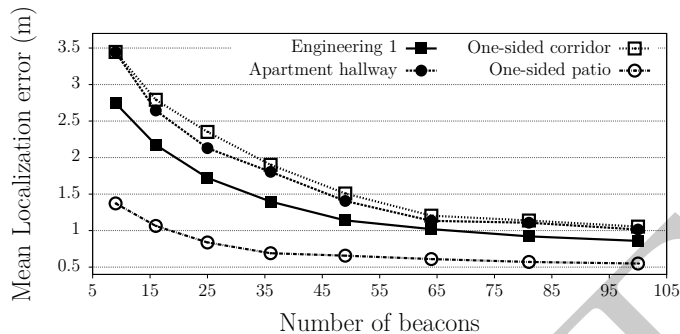 Mean Localization error (m)
3.5
3
2.5
2
1.5
1
0.5
Engineering 1
Apartment hallway
One-sided corridor
One-sided patio
5 15 25 35 45 55 65 75 85 95 105
Number of beacons